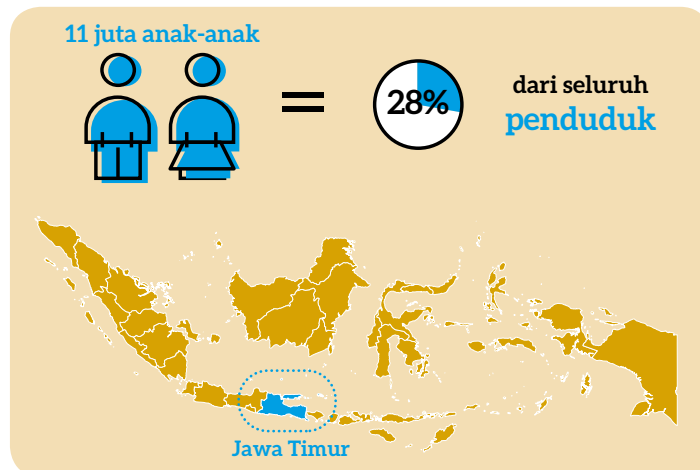 11 juta anak-anak
28%
dari seluruh
penduduk
Jawa Timur